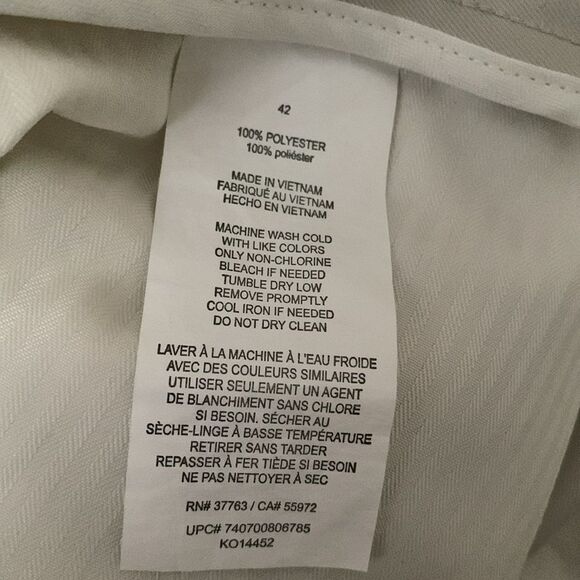 42
100% POLYESTER
100% poliéster
MADE IN VIETNAM
FABRIQUÉ AU VIETNAM
HECHO EN VIETNAM
MACHINE WASH COLD
WITH LIKE COLORS
ONLY NON-CHLORINE
BLEACH IF NEEDED
TUMBLE DRY LOW
REMOVE PROMPTLY
COOL IRON IF NEEDED
DO NOT DRY CLEAN
LAVER À LA MACHINE À L'EAU FROIDE
AVEC DES COULEURS SIMILAIRES
UTILISER SEULEMENT UN AGENT
DE BLANCHIMENT SANS CHLORE
SI BESOIN. SÉCHER AU
SÈCHE-LINGE À BASSE TEMPÉRATURE
RETIRER SANS TARDER
REPASSER À FER TIÈDE SI BESOIN
NE PAS NETTOYER À SEC
RN# 37763 / CA# 55972
UPC# 740700806785
KO14452